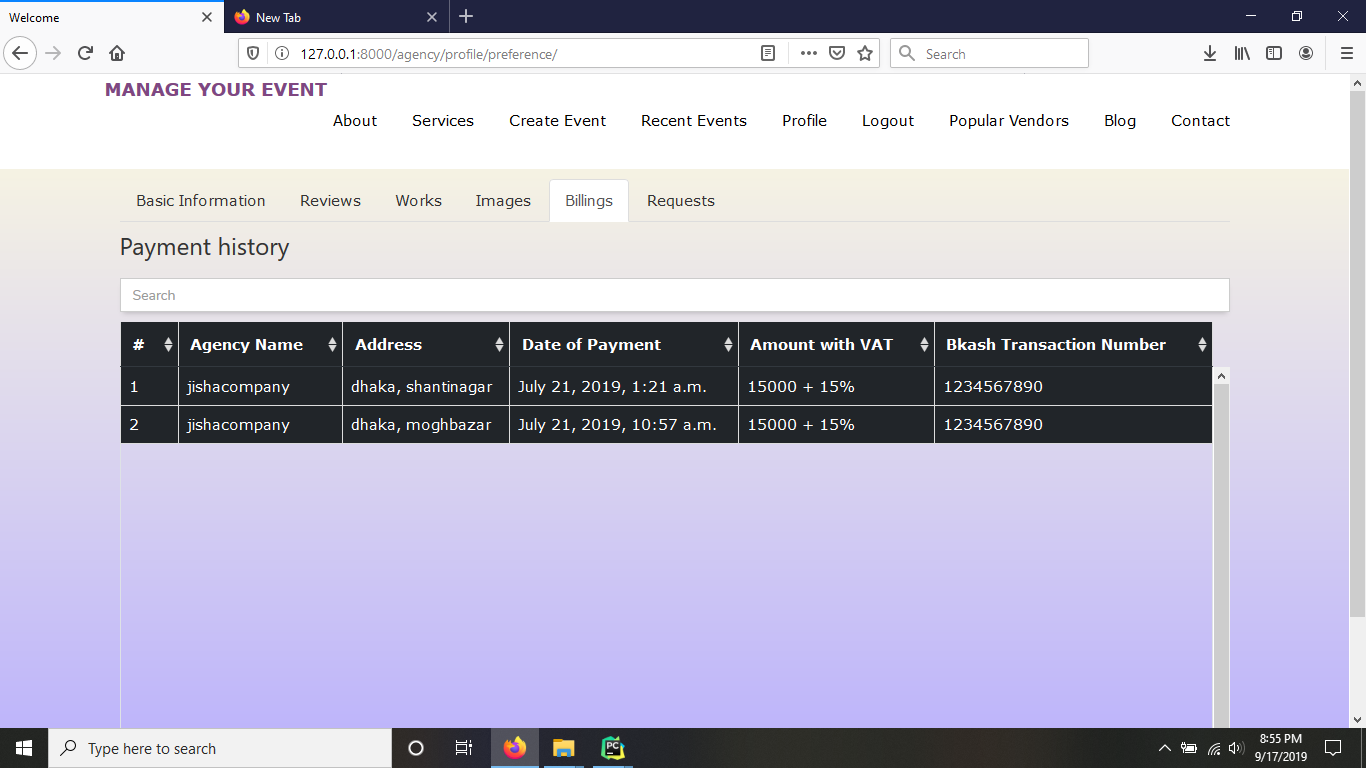 Welcome
New Tab
127.0.0.1:8000/agency/profile/preference/
Search
MANAGE YOUR EVENT
About Services Create Event Recent Events Profile Logout Popular Vendors Blog Contact
Basic Information Reviews Works Images Billings Requests
Payment history
Search
# Agency Name Address Date of Payment Amount with VAT Bkash Transaction Number
1 jishacompany dhaka, shantinagar July 21, 2019, 1:21 a.m. 15000 + 15% 1234567890
2 jishacompany dhaka, moghbazar July 21, 2019, 10:57 a.m. 15000 + 15% 1234567890
Type here to search
PC
8:55 PM
9/17/2019